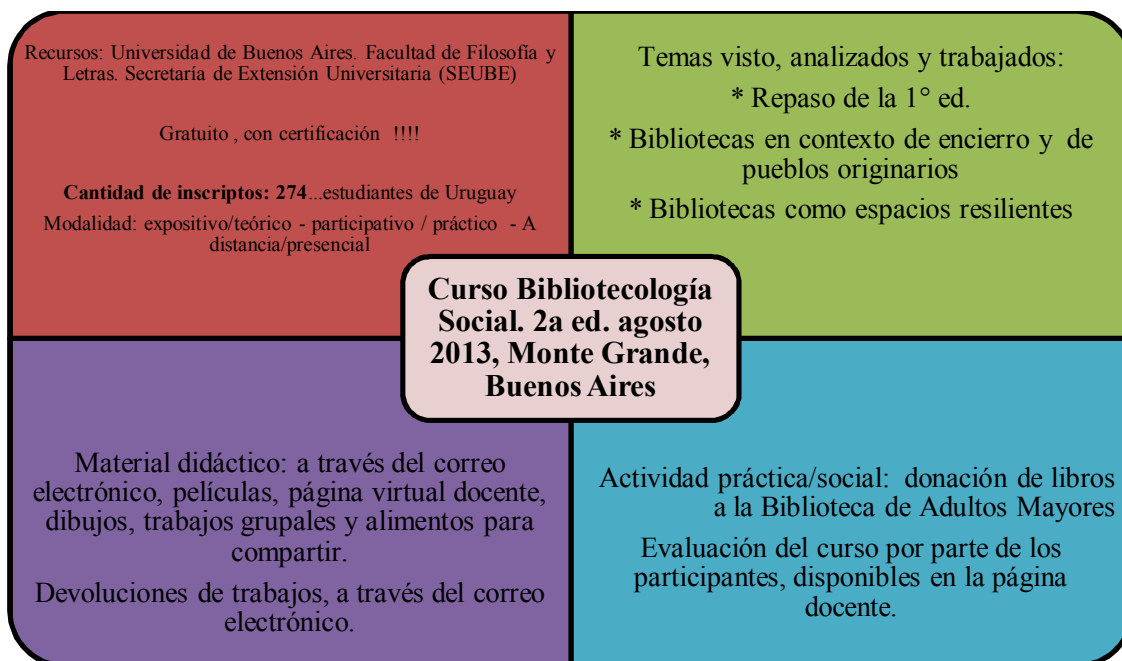 Recursos: Universidad de Buenos Aires. Facultad de Filosofía y
Letras. Secretaría de Extensión Universitaria (SEUBE)
Gratuito , con certificación !!!!
Cantidad de inscriptos: 274...estudiantes de Uruguay
Modalidad: expositivo/teórico - participativo / práctico - A
distancia/presencial
Temas visto, analizados y trabajados:
* Repaso de la 1° ed.
* Bibliotecas en contexto de encierro y de
pueblos originarios
* Bibliotecas como espacios resilientes
Curso Bibliotecología
Social. 2a ed. agosto
2013, Monte Grande,
Buenos Aires
Material didáctico: a través del correo
electrónico, películas, página virtual docente,
dibujos, trabajos grupales y alimentos para
compartir.
Devoluciones de trabajos, a través del correo
electrónico.
Actividad práctica/social: donación de libros
a la Biblioteca de Adultos Mayores
Evaluación del curso por parte de los
participantes, disponibles en la página
docente.